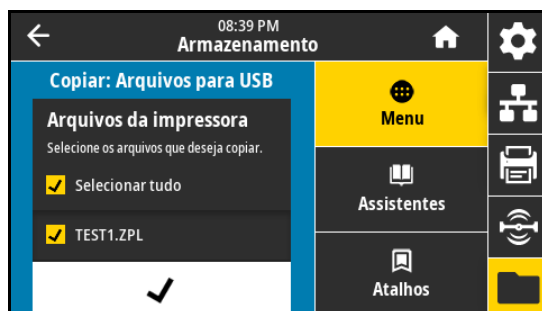 08:39 PM
Armazenamento
Copiar: Arquivos para USB
Arquivos da impressora
Selecione os arquivos que deseja copiar.
Selecionar tudo
TEST1.ZPL
Menu
Assistentes
Atalhos